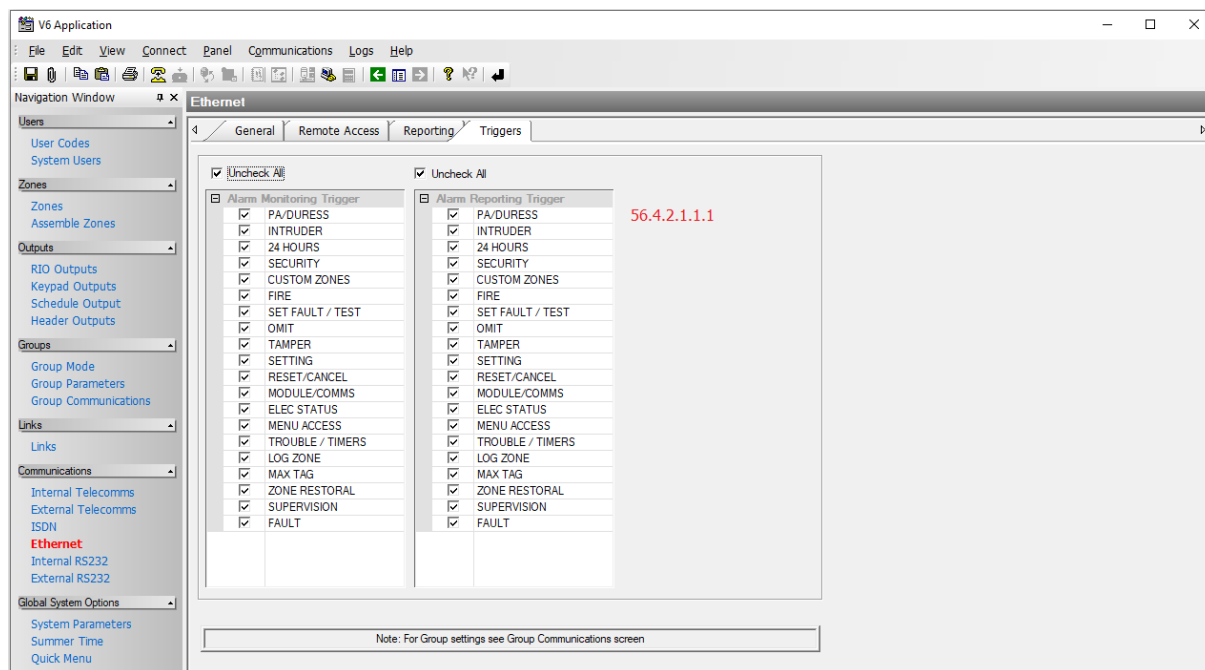 V6 Application
File Edit View Connect Panel Communications Logs Help
Navigation Window
Users
User Codes
System Users
Zones
Zones
Assemble Zones
Outputs
RIO Outputs
Keypad Outputs
Schedule Output
Header Outputs
Groups
Group Mode
Group Parameters
Group Communications
Links
Links
Communications
Internal Telecomms
External Telecomms
ISDN
Ethernet
Internal RS232
External RS232
Global System Options
System Parameters
Summer Time
Quick Menu
Ethernet
General Remote Access Reporting Triggers
Uncheck All Uncheck All
Alarm Monitoring Trigger Alarm Reporting Trigger
PA/DURESS PA/DURESS 56.4.2.1.1.1
INTRUDER INTRUDER
24 HOURS 24 HOURS
SECURITY SECURITY
CUSTOM ZONES CUSTOM ZONES
FIRE FIRE
SET FAULT / TEST SET FAULT / TEST
OMIT OMIT
TAMPER TAMPER
SETTING SETTING
RESET/CANCEL RESET/CANCEL
MODULE/COMMS MODULE/COMMS
ELEC STATUS ELEC STATUS
MENU ACCESS MENU ACCESS
TROUBLE / TIMERS TROUBLE / TIMERS
LOG ZONE LOG ZONE
MAX TAG MAX TAG
ZONE RESTORAL ZONE RESTORAL
SUPERVISION SUPERVISION
FAULT FAULT
Note: For Group settings see Group Communications screen